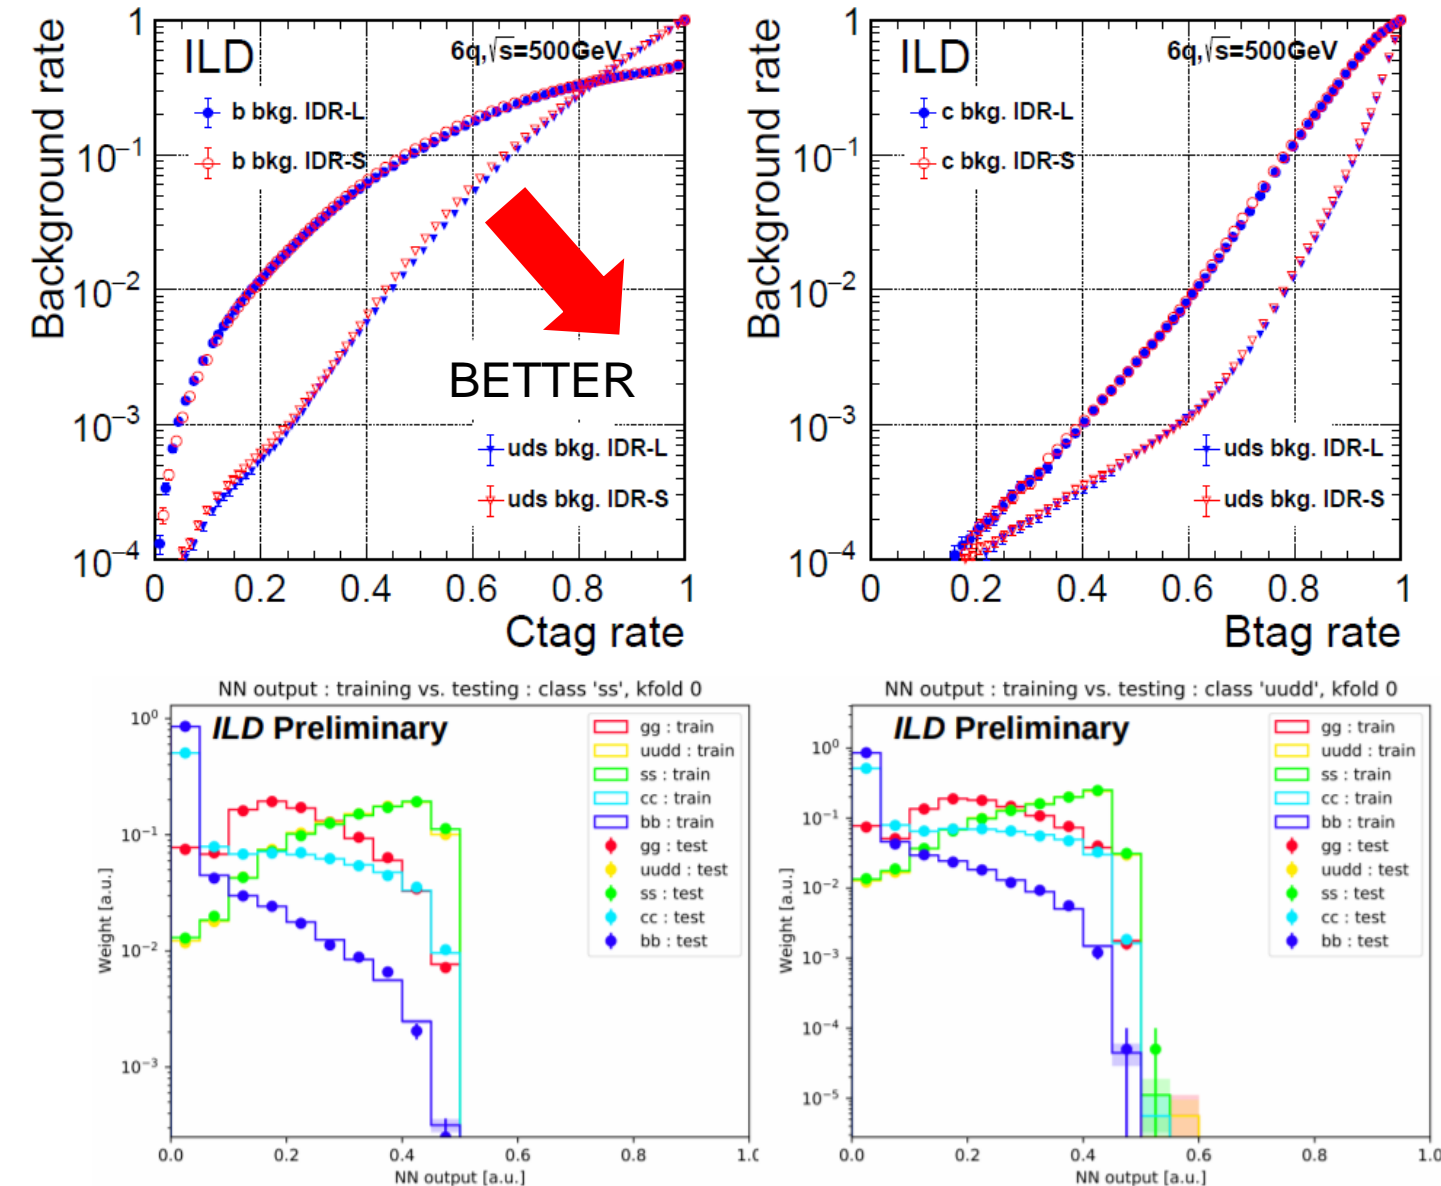 ILD
6q,√s=500GeV
b bkg. IDR-L
b bkg. IDR-S
BETTER
uds bkg. IDR-L
uds bkg. IDR-S
Background rate
1
10⁻¹
10⁻²
10⁻³
10⁻⁴
0 0.2 0.4 0.6 0.8 1
Ctag rate
ILD
6q,√s=500GeV
c bkg. IDR-L
c bkg. IDR-S
uds bkg. IDR-L
uds bkg. IDR-S
Background rate
1
10⁻¹
10⁻²
10⁻³
10⁻⁴
0 0.2 0.4 0.6 0.8 1
Btag rate
NN output : training vs. testing : class 'ss', kfold 0
ILD Preliminary
gg : train
uudd : train
ss : train
cc : train
bb : train
gg : test
uudd : test
ss : test
cc : test
bb : test
Weight [a.u.]
10⁰
10⁻¹
10⁻²
10⁻³
0.0 0.2 0.4 0.6 0.8 1.0
NN output [a.u.]
NN output : training vs. testing : class 'uudd', kfold 0
ILD Preliminary
gg : train
uudd : train
ss : train
cc : train
bb : train
gg : test
uudd : test
ss : test
cc : test
bb : test
Weight [a.u.]
10⁰
10⁻¹
10⁻²
10⁻³
10⁻⁴
10⁻⁵
0.0 0.2 0.4 0.6 0.8 1.0
NN output [a.u.]